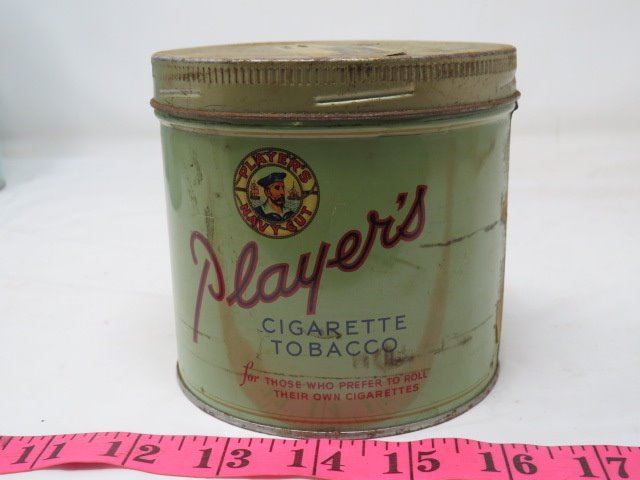 PLAYER'S
NAVY CUT
Player's
CIGARETTE
TOBACCO
for THOSE WHO PREFER TO ROLL
THEIR OWN CIGARETTES
11 12 13 14 15 16 17